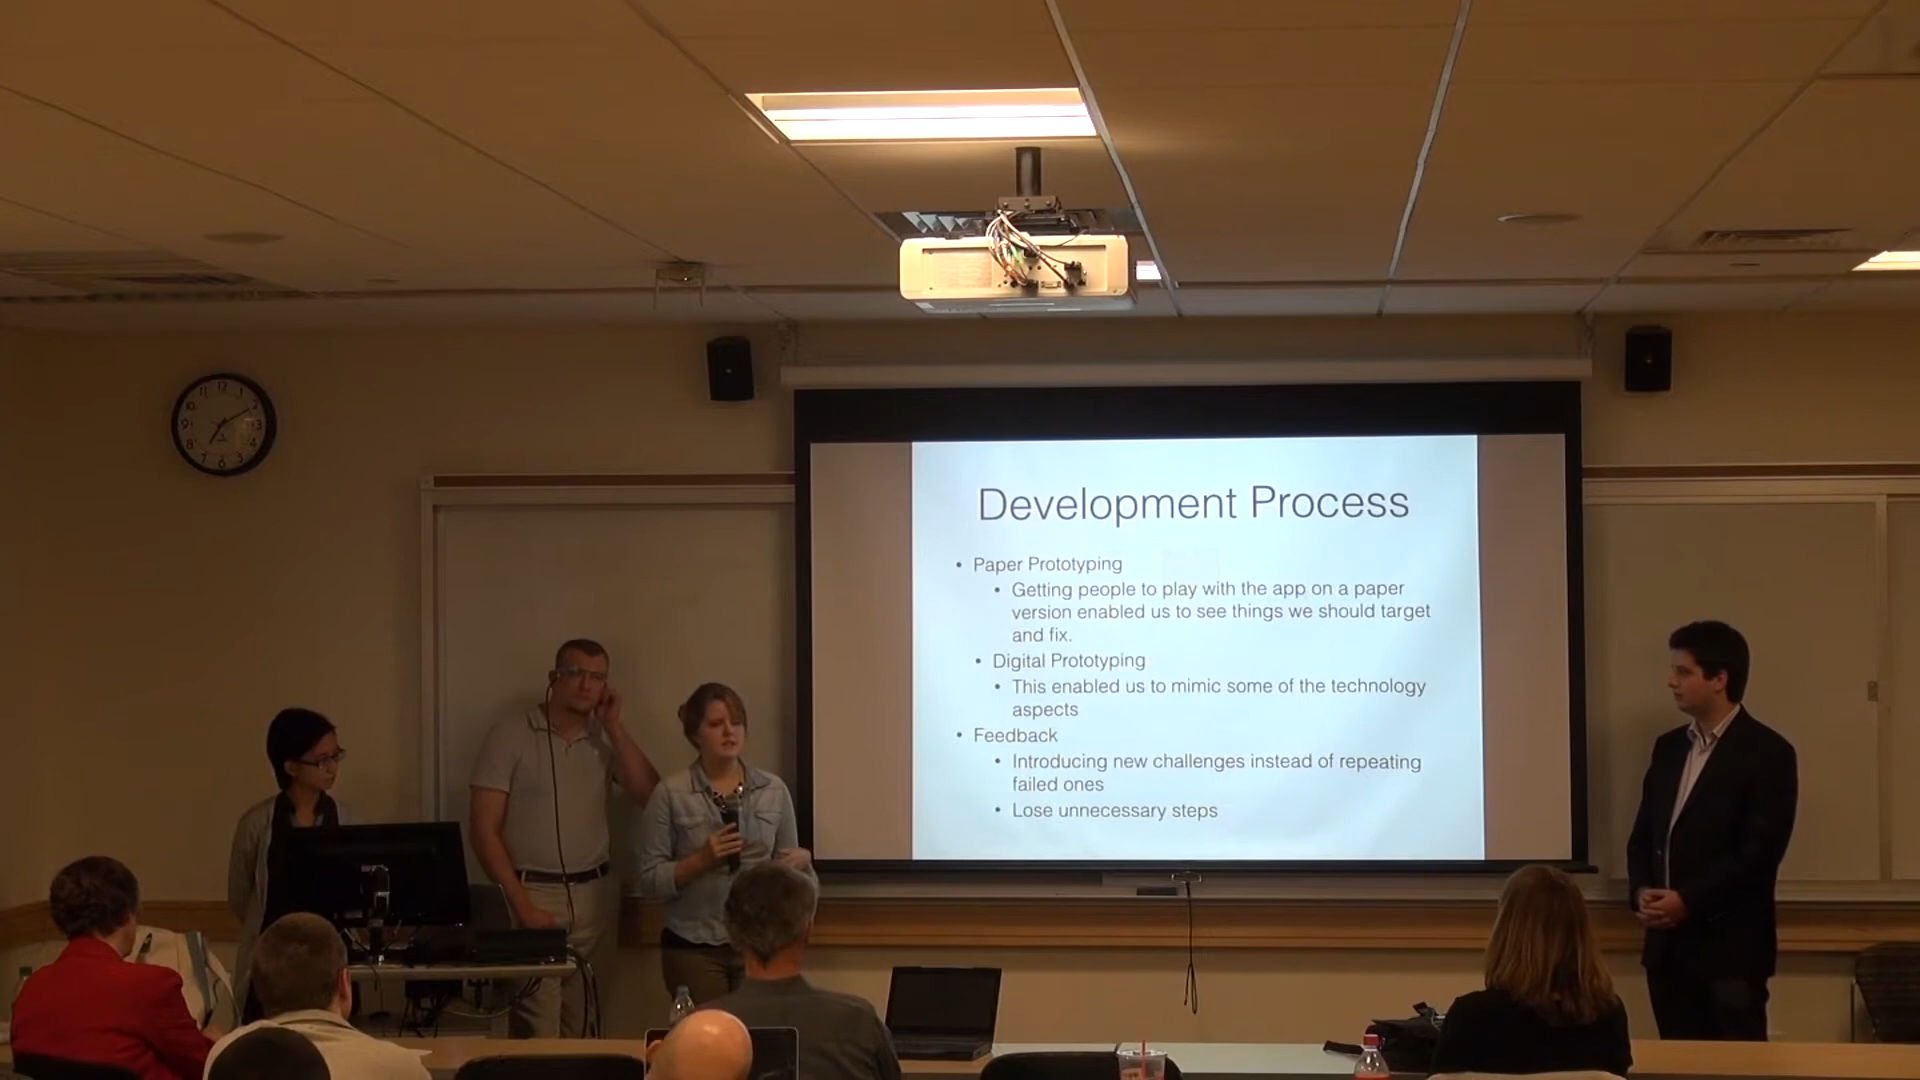 Development Process
• Paper Prototyping
• Getting people to play with the app on a paper
version enabled us to see things we should target
and fix.
• Digital Prototyping
• This enabled us to mimic some of the technology
aspects
• Feedback
• Introducing new challenges instead of repeating
failed ones
• Lose unnecessary steps